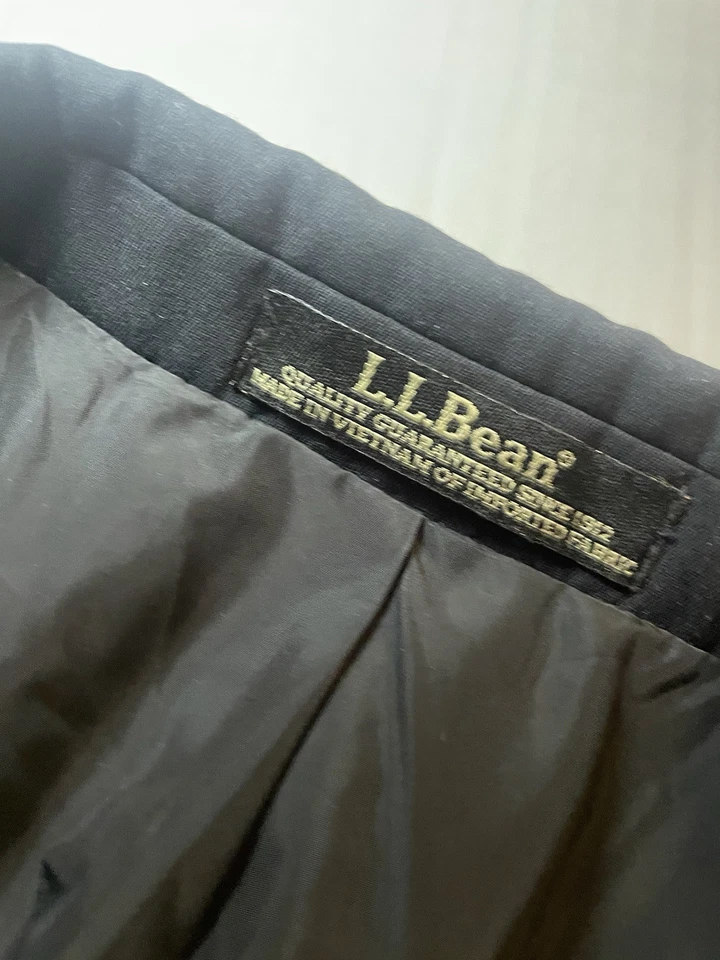 L.L.Bean®
QUALITY GUARANTEED SINCE 1912
MADE IN VIETNAM OF IMPORTED FABRIC